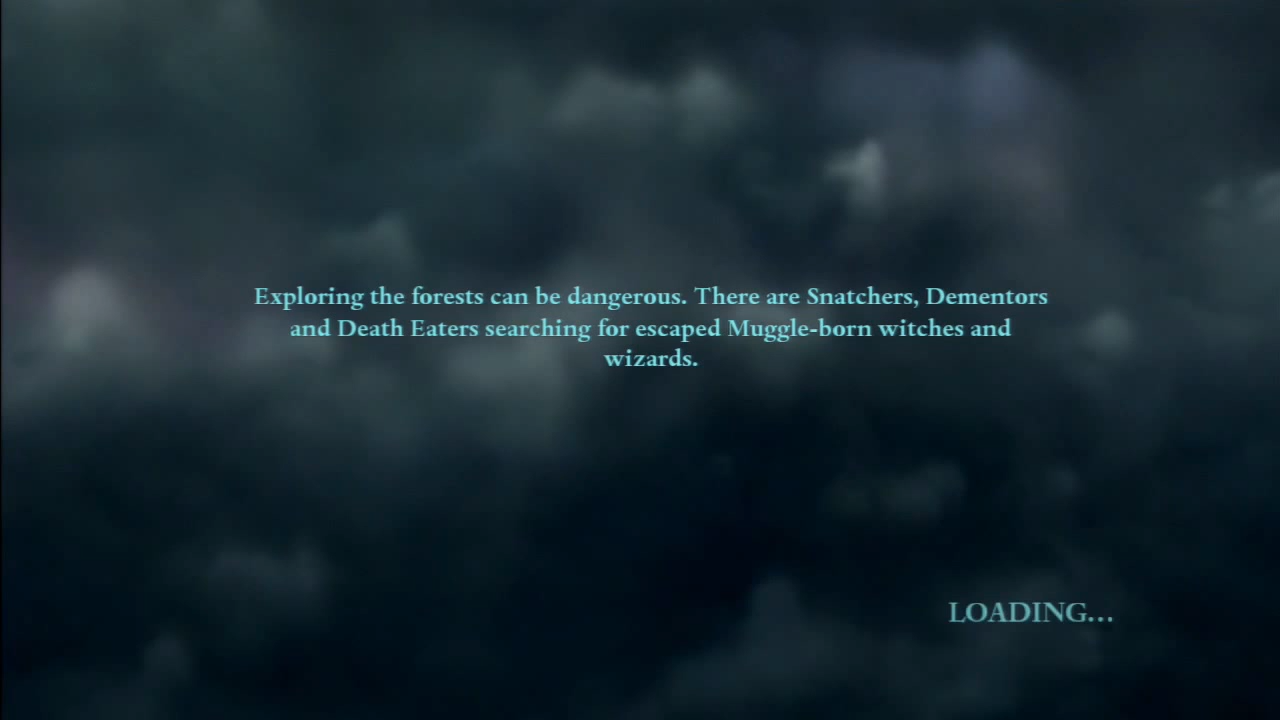 Exploring the forests can be dangerous. There are Snatchers, Dementors
and Death Eaters searching for escaped Muggle-born witches and
wizards.
LOADING...